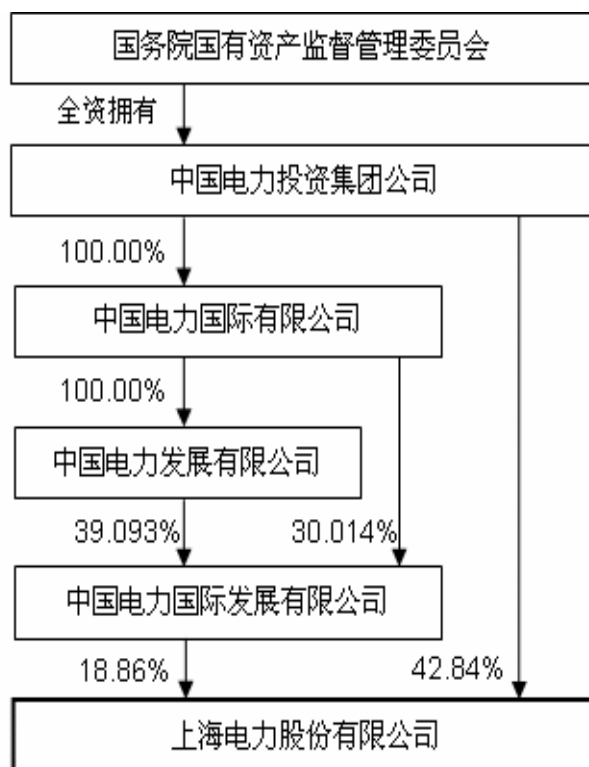 国务院国有资产监督管理委员会
全资拥有
中国电力投资集团公司
100.00%
中国电力国际有限公司
100.00%
中国电力发展有限公司
39.093%
30.014%
中国电力国际发展有限公司
18.86%
42.84%
上海电力股份有限公司